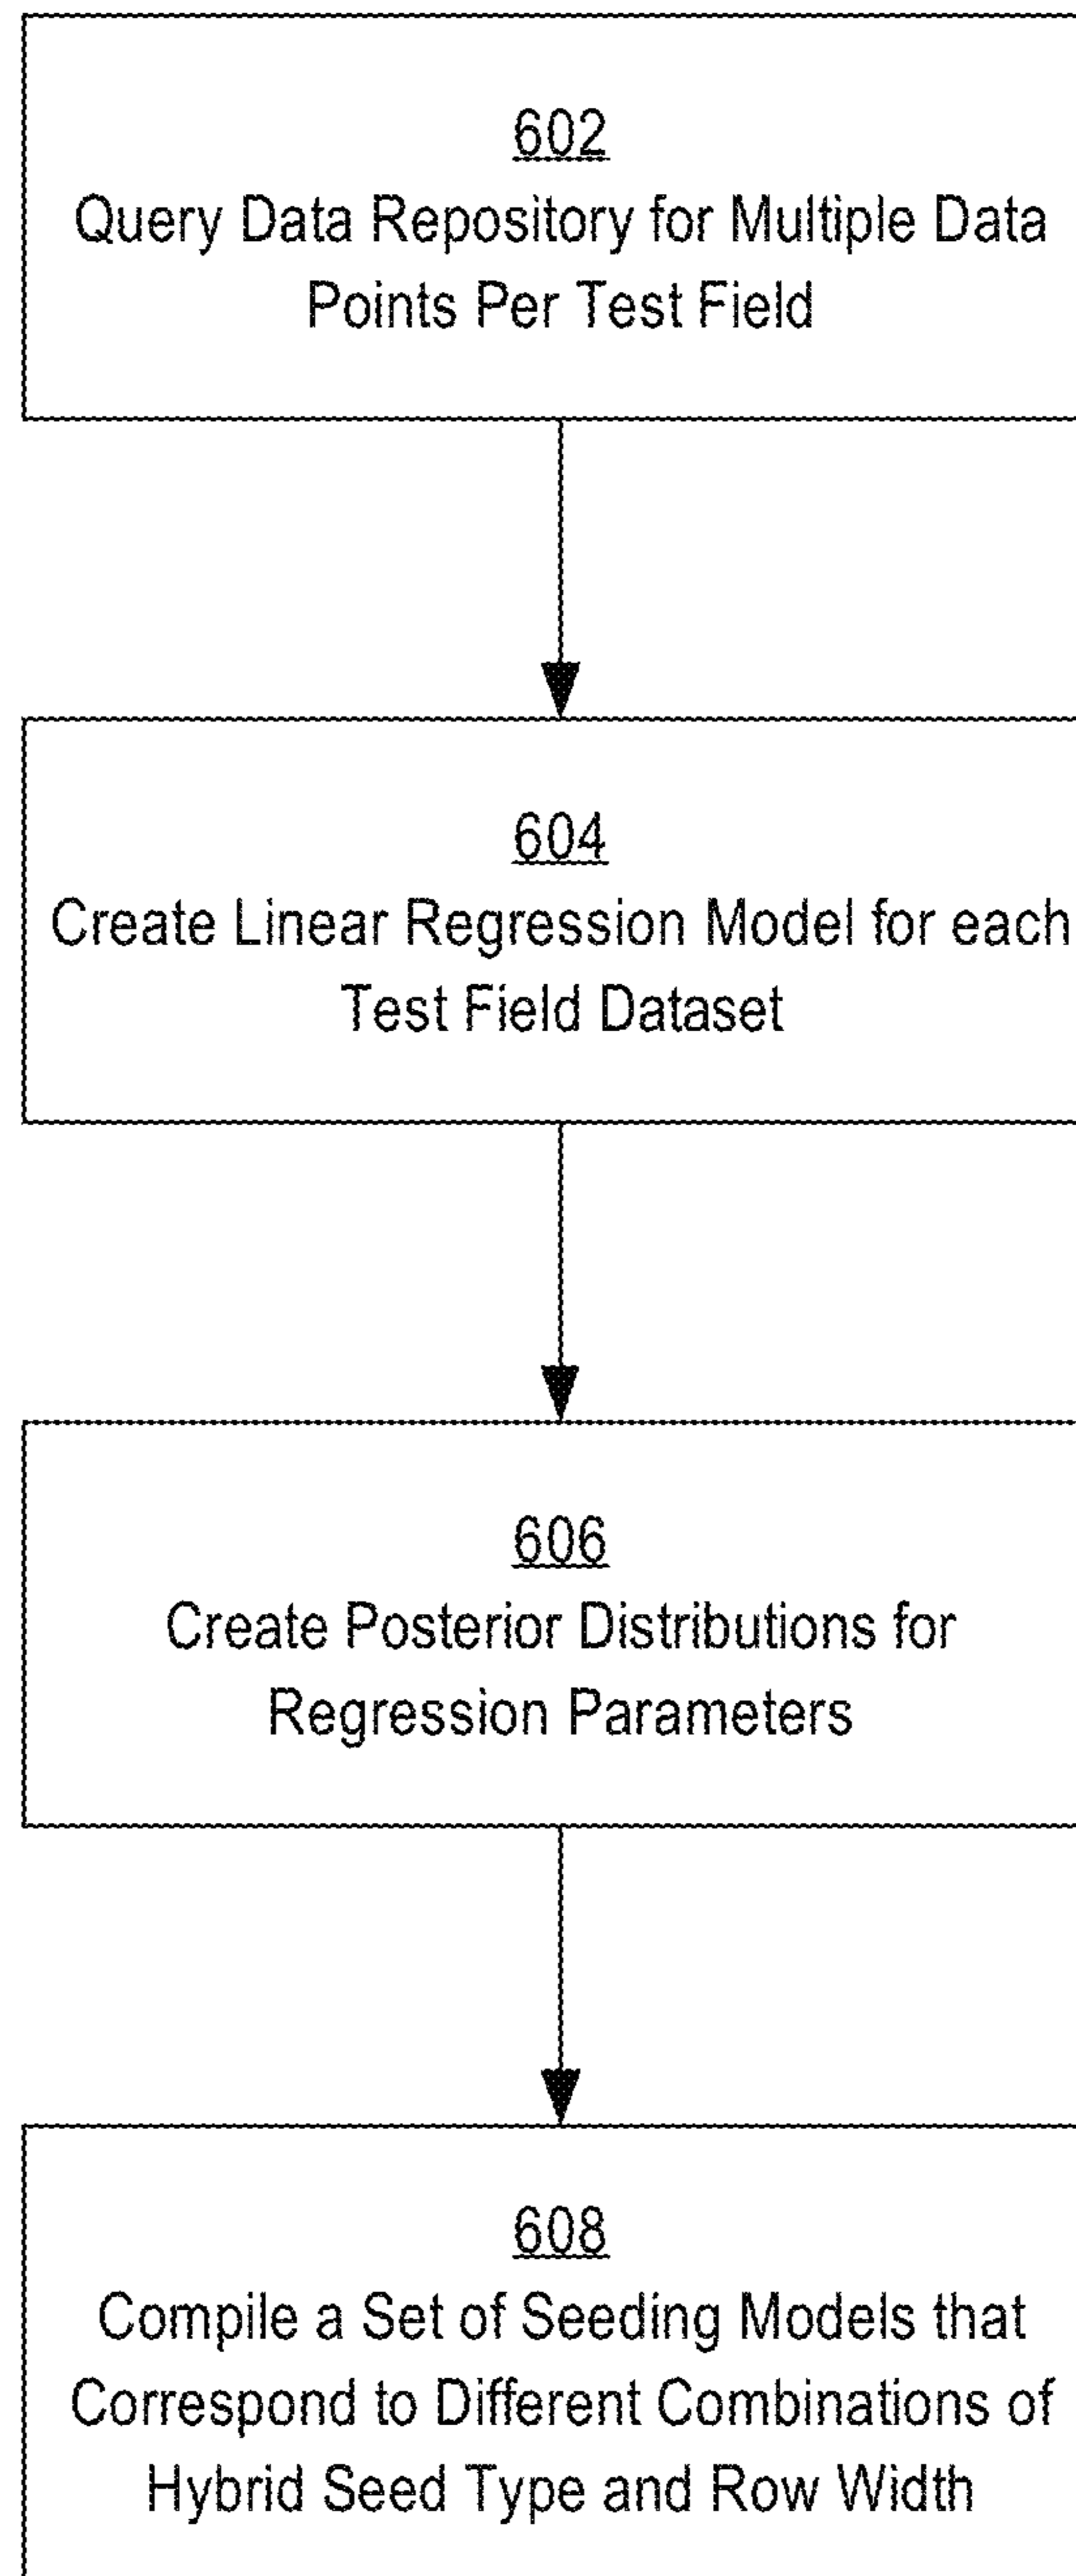 602
Query Data Repository for Multiple Data
Points Per Test Field
604
Create Linear Regression Model for each
Test Field Dataset
606
Create Posterior Distributions for
Regression Parameters
608
Compile a Set of Seeding Models that
Correspond to Different Combinations of
Hybrid Seed Type and Row Width